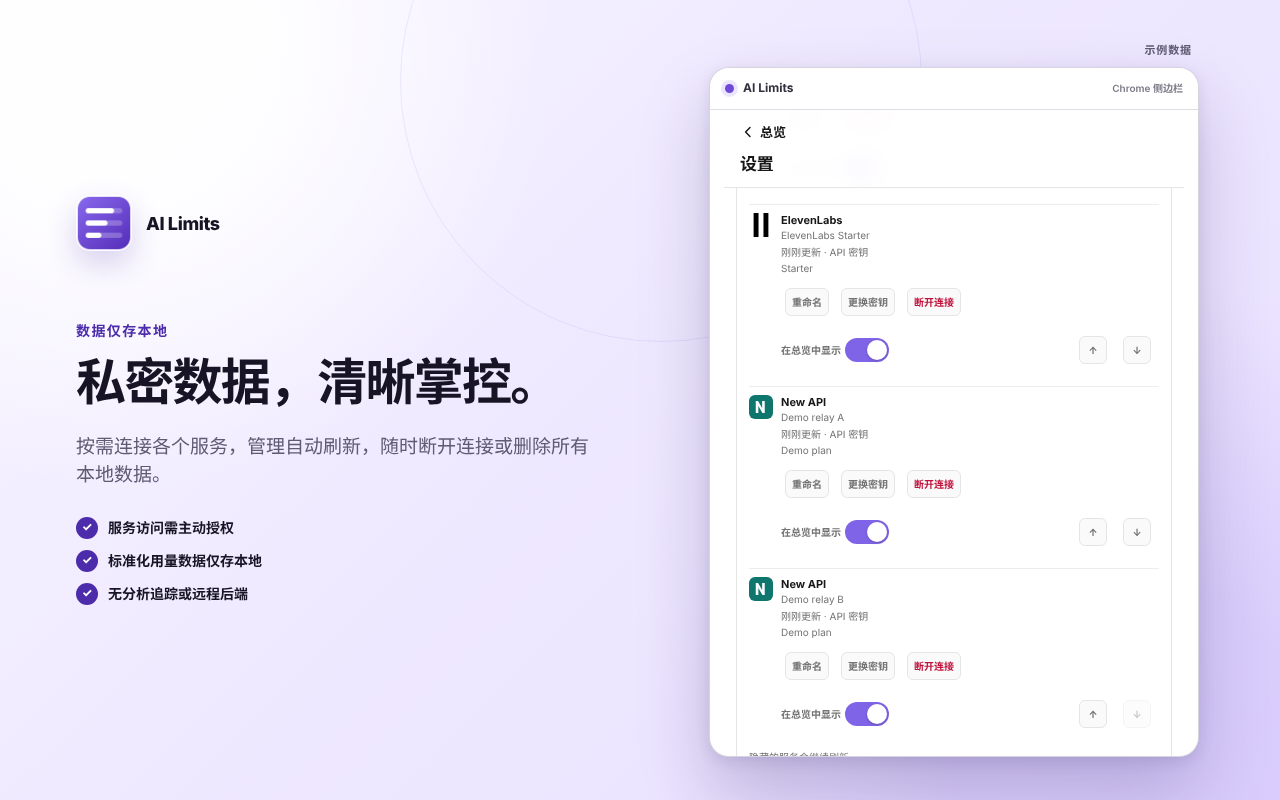 AI Limits
数据仅存本地
私密数据，清晰掌控。
按需连接各个服务，管理自动刷新，随时断开连接或删除所有
本地数据。
服务访问需主动授权
标准化用量数据仅存本地
无分析追踪或远程后端
示例数据
AI Limits
Chrome 侧边栏
总览
设置
ElevenLabs
ElevenLabs Starter
刚刚更新 · API 密钥
Starter
重命名 更换密钥 断开连接
在总览中显示
N
New API
Demo relay A
刚刚更新 · API 密钥
Demo plan
重命名 更换密钥 断开连接
在总览中显示
N
New API
Demo relay B
刚刚更新 · API 密钥
Demo plan
重命名 更换密钥 断开连接
在总览中显示